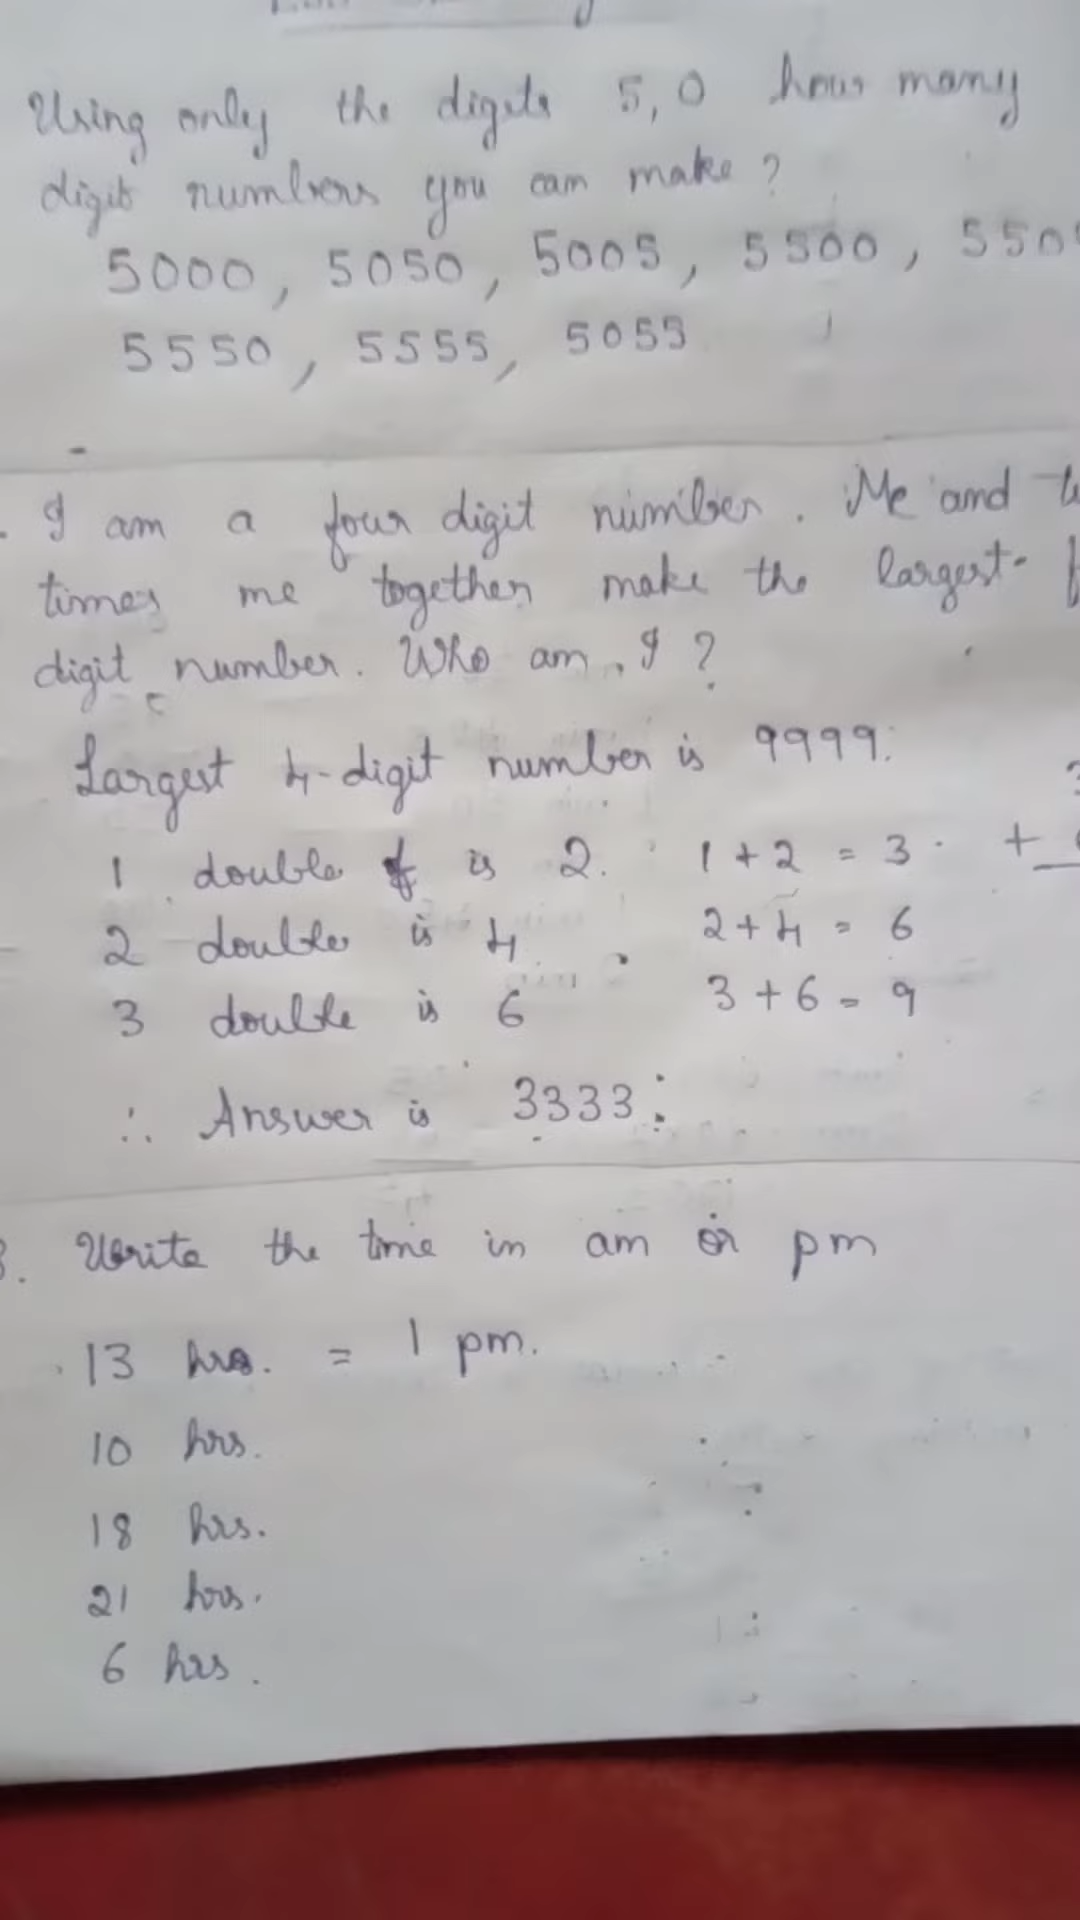 Using only the digits 5,0 how many
digit numbers you can make ?
5000, 5050, 5005, 5500, 550
5550, 5555, 5055
. I am a four digit number. Me and
times me together make the largest
digit number. Who am I ?
Largest 4-digit number is 9999.
1 double is 2. 1 + 2 = 3. +
2 double is 4. 2 + 4 = 6
3 double is 6 3 + 6 = 9
∴ Answer is 3333.
3. Write the time in am or pm
13 hrs. = 1 pm.
10 hrs.
18 hrs.
21 hrs.
6 hrs.